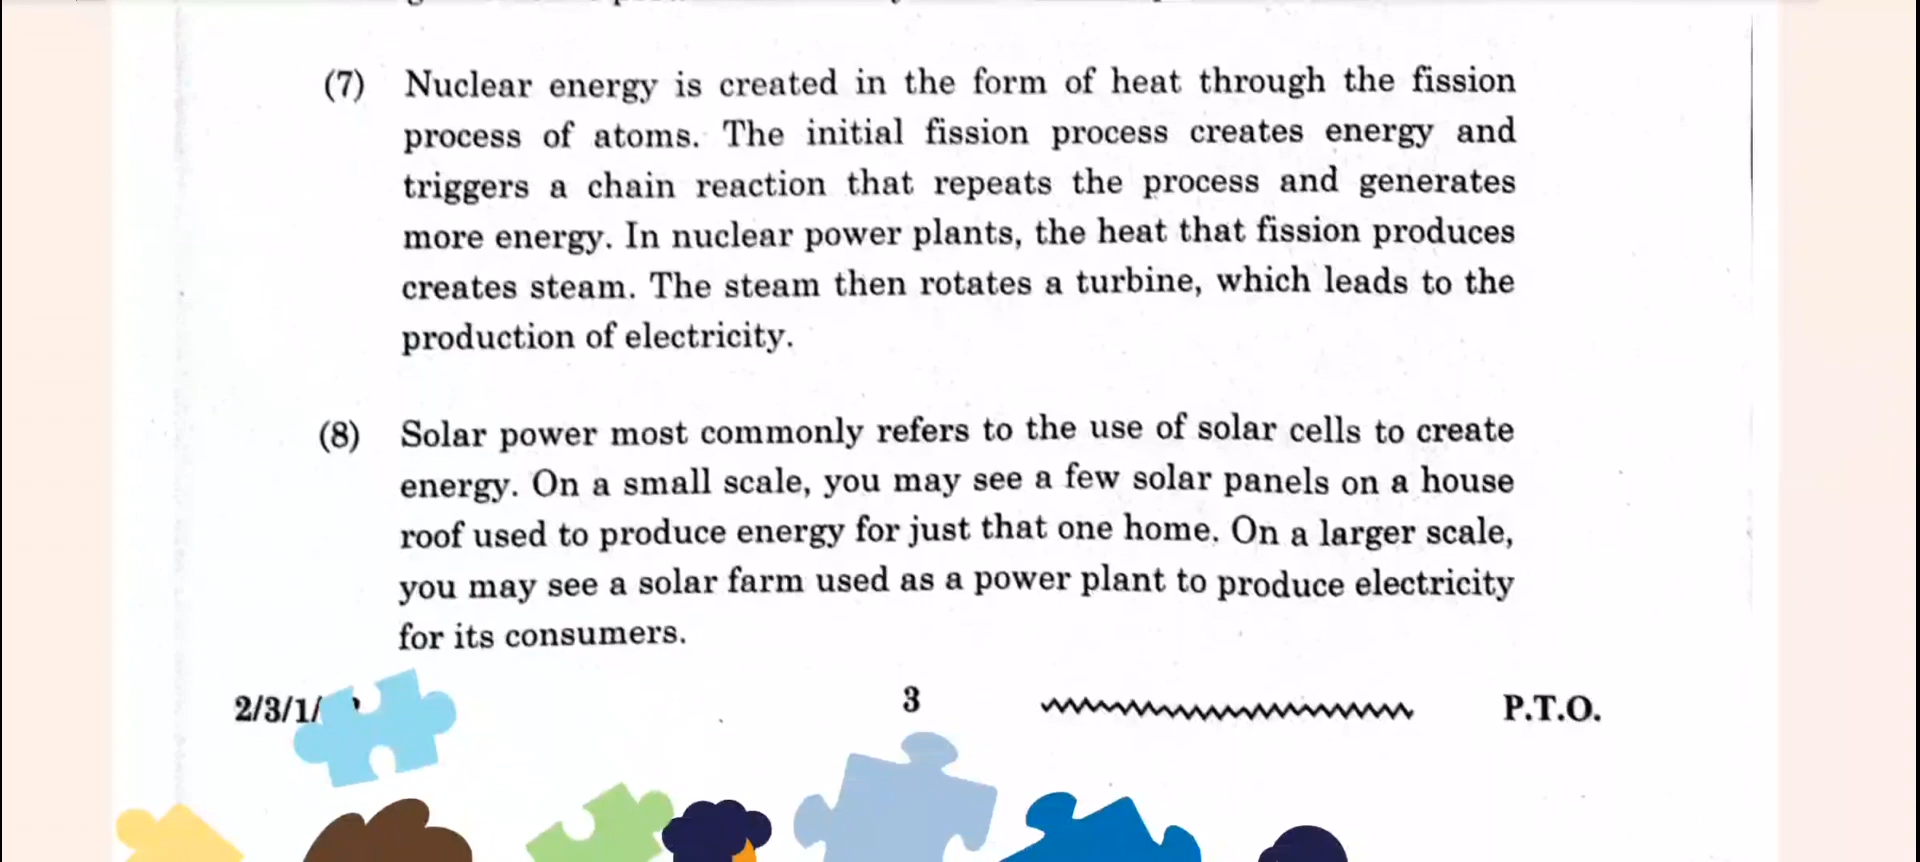 (7) Nuclear energy is created in the form of heat through the fission
process of atoms. The initial fission process creates energy and
triggers a chain reaction that repeats the process and generates
more energy. In nuclear power plants, the heat that fission produces
creates steam. The steam then rotates a turbine, which leads to the
production of electricity.
(8) Solar power most commonly refers to the use of solar cells to create
energy. On a small scale, you may see a few solar panels on a house
roof used to produce energy for just that one home. On a larger scale,
you may see a solar farm used as a power plant to produce electricity
for its consumers.
2/3/1/
3
P.T.O.